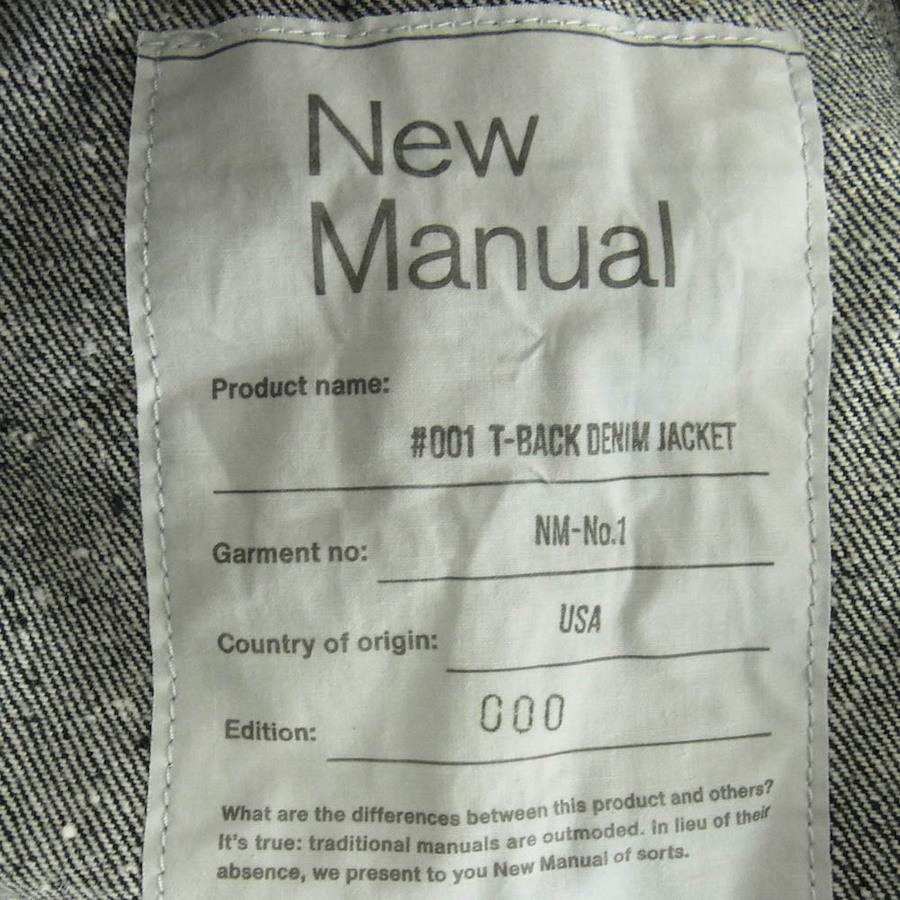 New
Manual
Product name:
#001 T-BACK DENIM JACKET
Garment no: NM-No.1
Country of origin: USA
Edition: 000
What are the differences between this product and others?
It's true: traditional manuals are outmoded. In lieu of their
absence, we present to you New Manual of sorts.